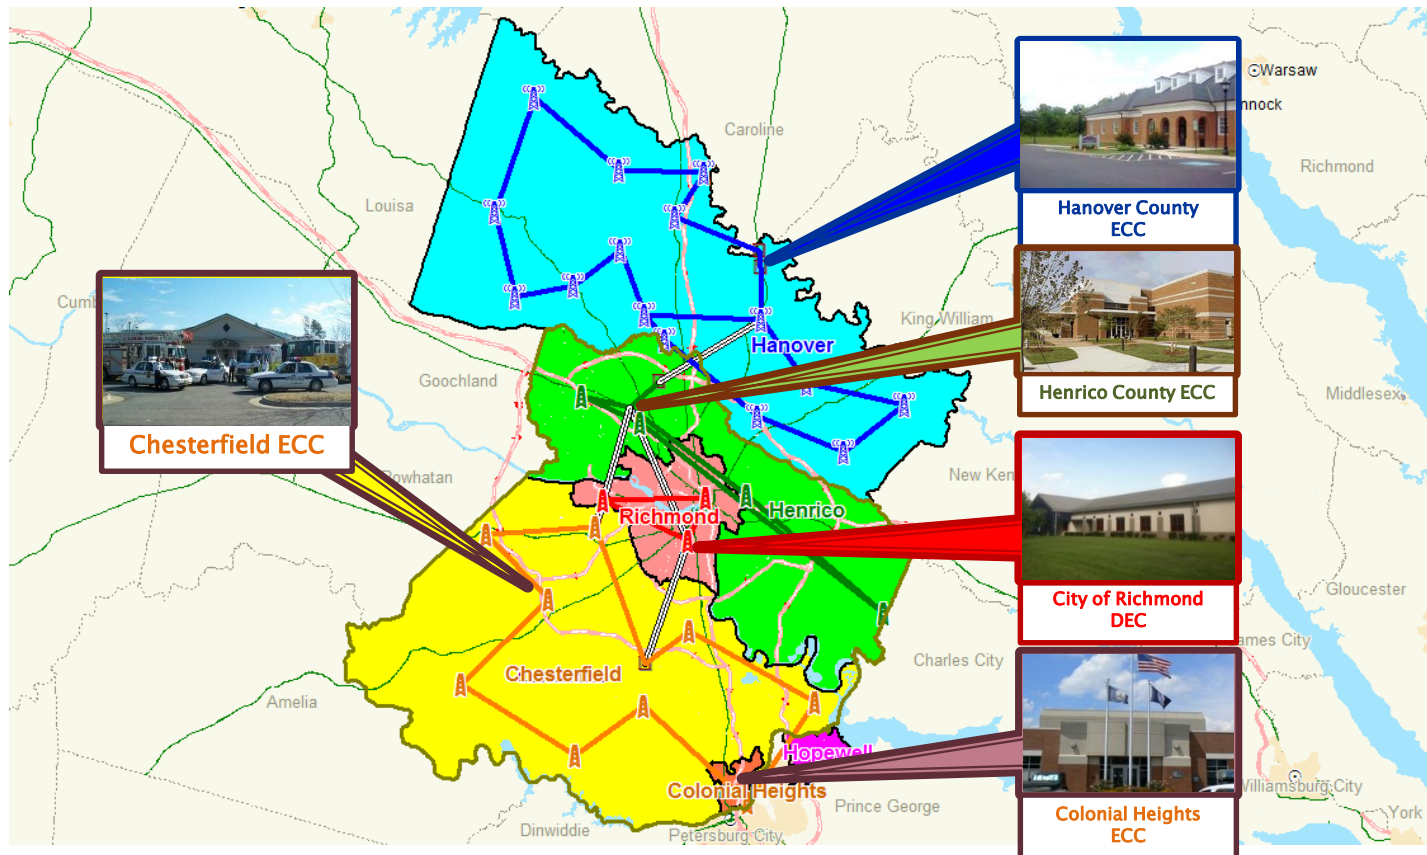 Warsaw
nnock
Caroline
Richmond
Louisa
Hanover County
ECC
Cumb
King William
Hanover
Goochland
Henrico County ECC
Middlesex
Chesterfield ECC
Powhatan
New Ken
Richmond
Henrico
City of Richmond
DEC
Gloucester
ames City
Charles City
Chesterfield
Amelia
Hopewell
Colonial Heights
Williamsburg City
Prince George
York
Colonial Heights
ECC
Dinwiddie
Petersburg City